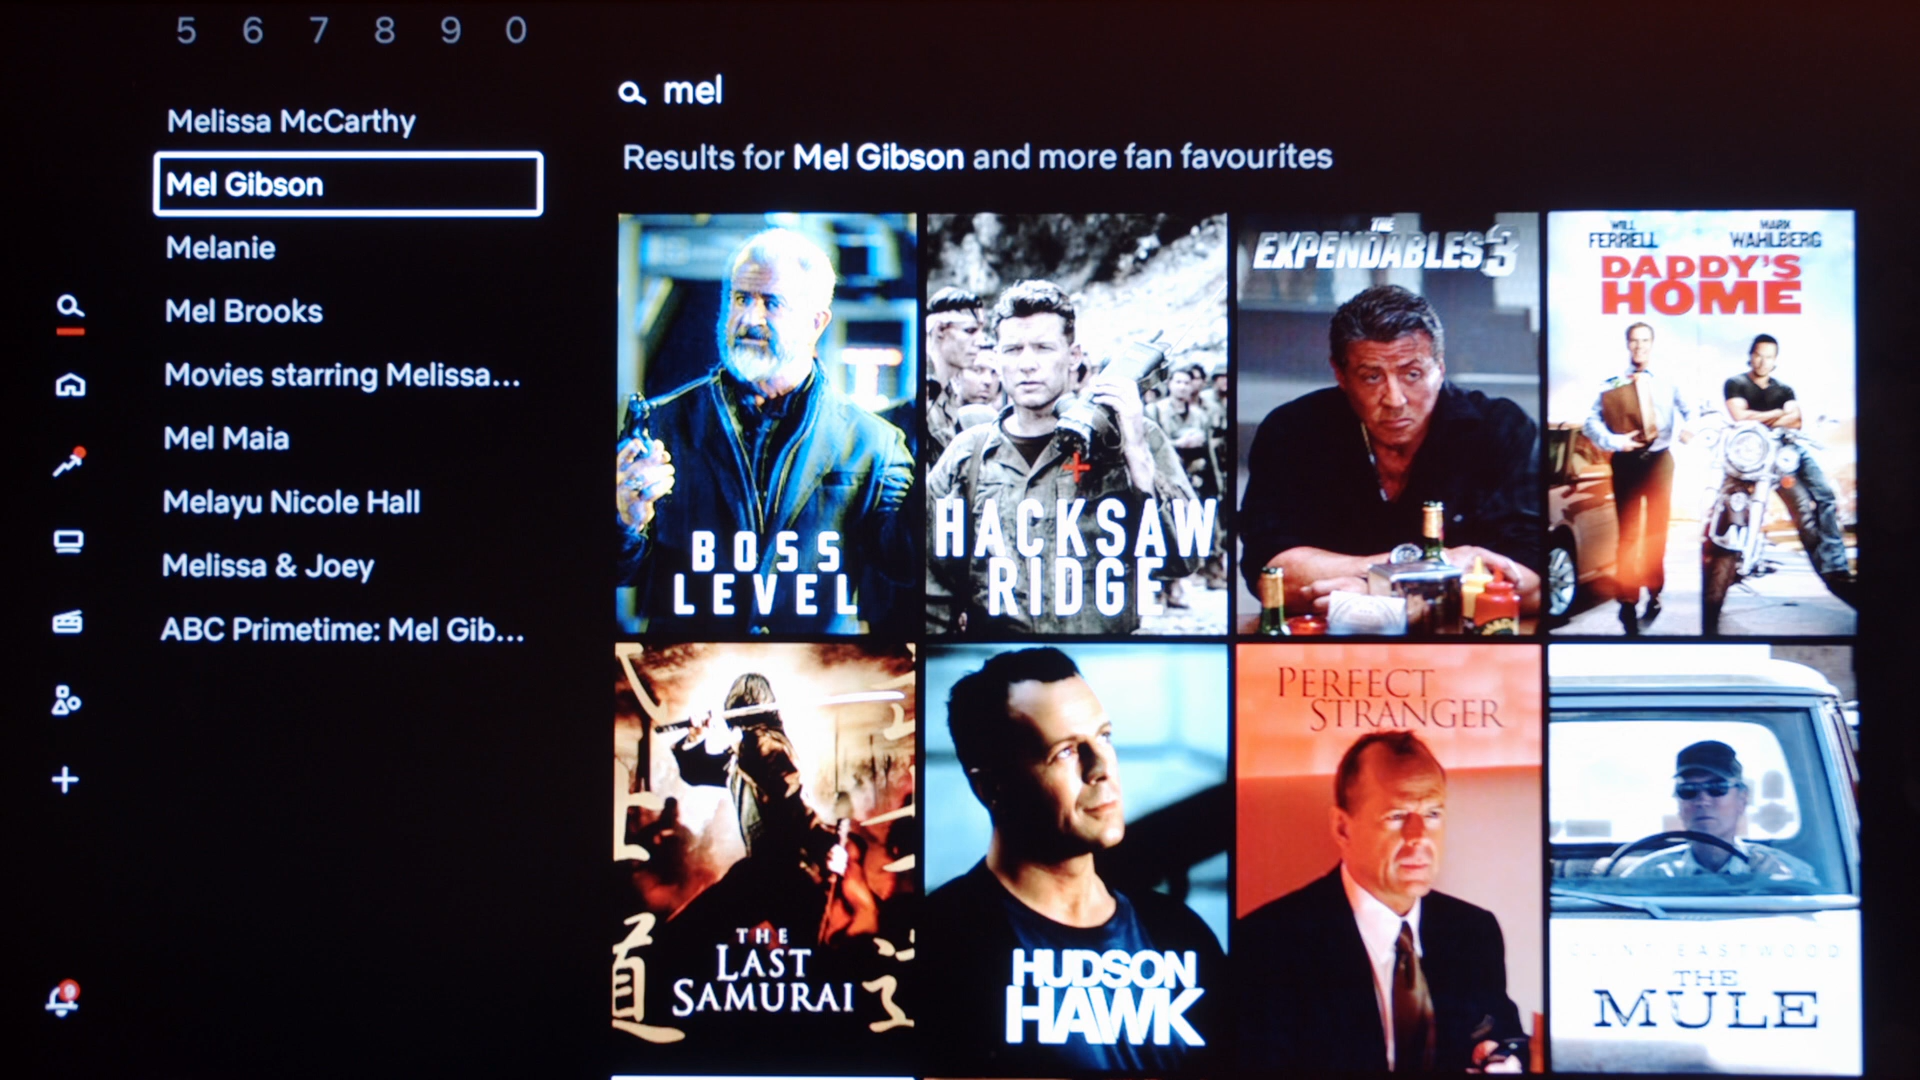 5 6 7 8 9 0
mel
Results for Mel Gibson and more fan favourites
Melissa McCarthy
Mel Gibson
Melanie
Mel Brooks
Movies starring Melissa...
Mel Maia
Melayu Nicole Hall
Melissa & Joey
ABC Primetime: Mel Gib...
BOSS
LEVEL
HACKSAW
RIDGE
THE
EXPENDABLES 3
WILL
FERRELL
MARK
WAHLBERG
DADDY'S
HOME
道
THE
LAST
SAMURAI
HUDSON
HAWK
PERFECT
STRANGER
CLINT EASTWOOD
THE
MULE